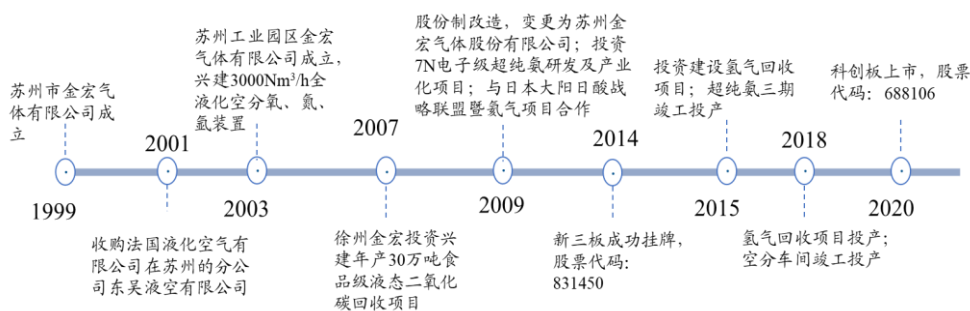 苏州市金宏气
体有限公司成
立
1999
2001
收购法国液化空气有
限公司在苏州的分公
司东吴液空有限公司
苏州工业园区金宏
气体有限公司成立，
兴建3000Nm³/h全
液化空分氧、氮、
氩装置
2003
2007
徐州金宏投资兴
建年产30万吨食
品级液态二氧化
碳回收项目
股份制改造，变更为苏州金
宏气体股份有限公司；投资
7N电子级超纯氨研发及产业
化项目；与日本大阳日酸战
略联盟暨氦气项目合作
2009
2014
新三板成功挂牌，
股票代码：
831450
投资建设氢气回收
项目；超纯氨三期
竣工投产
2015
2018
氢气回收项目投产；
空分车间竣工投产
科创板上市，股票
代码：688106
2020